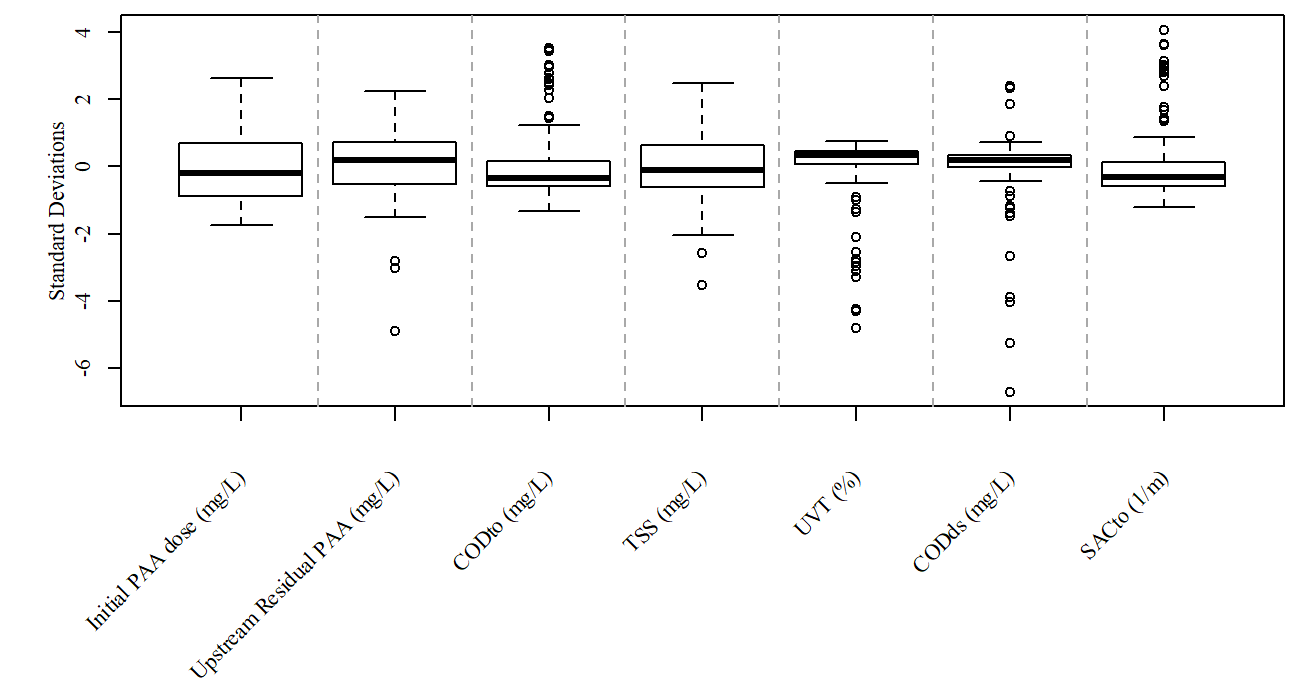 Standard Deviations
4
2
0
-2
-4
-6
Initial PAA dose (mg/L)
Upstream Residual PAA (mg/L)
CODto (mg/L)
TSS (mg/L)
UVT (%)
CODds (mg/L)
SACto (1/m)